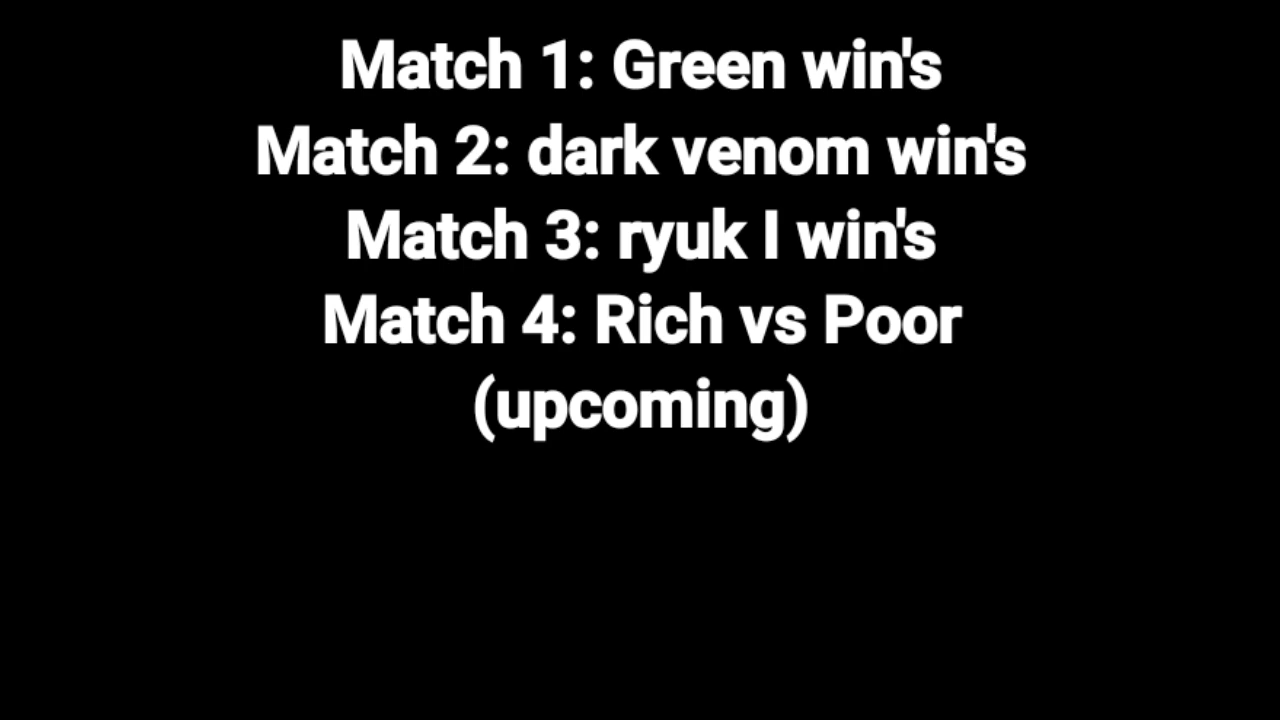 Match 1: Green win's
Match 2: dark venom win's
Match 3: ryuk I win's
Match 4: Rich vs Poor
(upcoming)